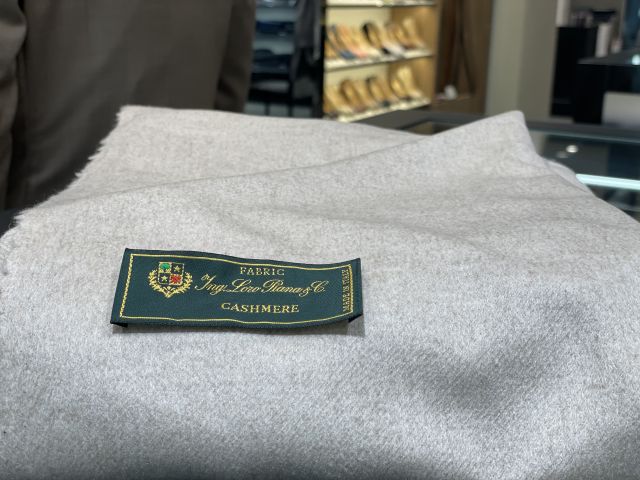 FABRIC
Ing. Loro Piana & C.
CASHMERE
MADE IN ITALY